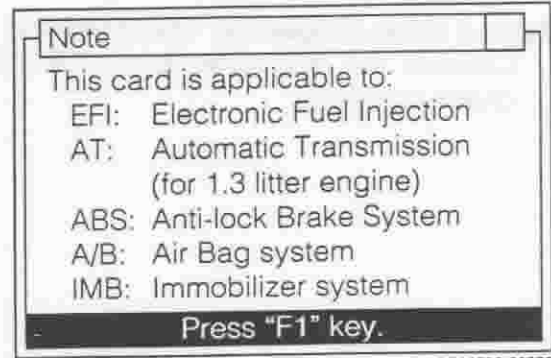 Note
This card is applicable to:
EFI: Electronic Fuel Injection
AT: Automatic Transmission
(for 1.3 litter engine)
ABS: Anti-lock Brake System
A/B: Air Bag system
IMB: Immobilizer system
Press “F1” key.